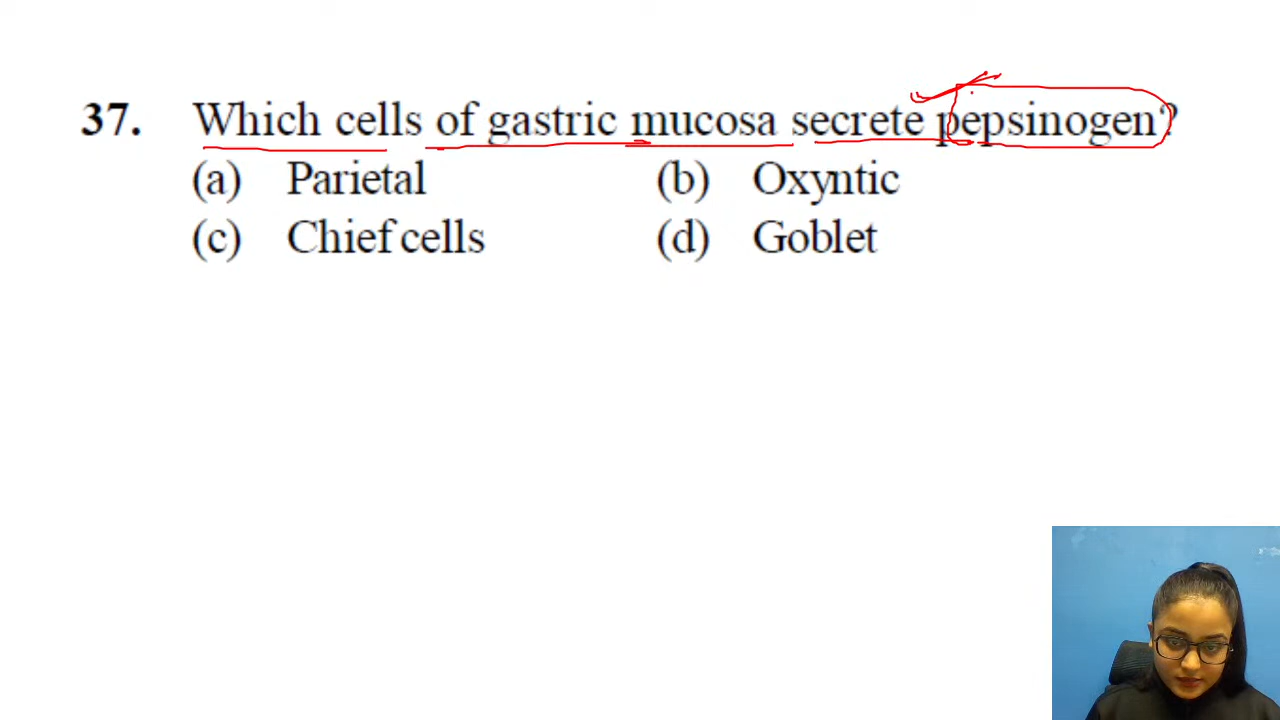 37. Which cells of gastric mucosa secrete pepsinogen?
(a) Parietal (b) Oxyntic
(c) Chief cells (d) Goblet